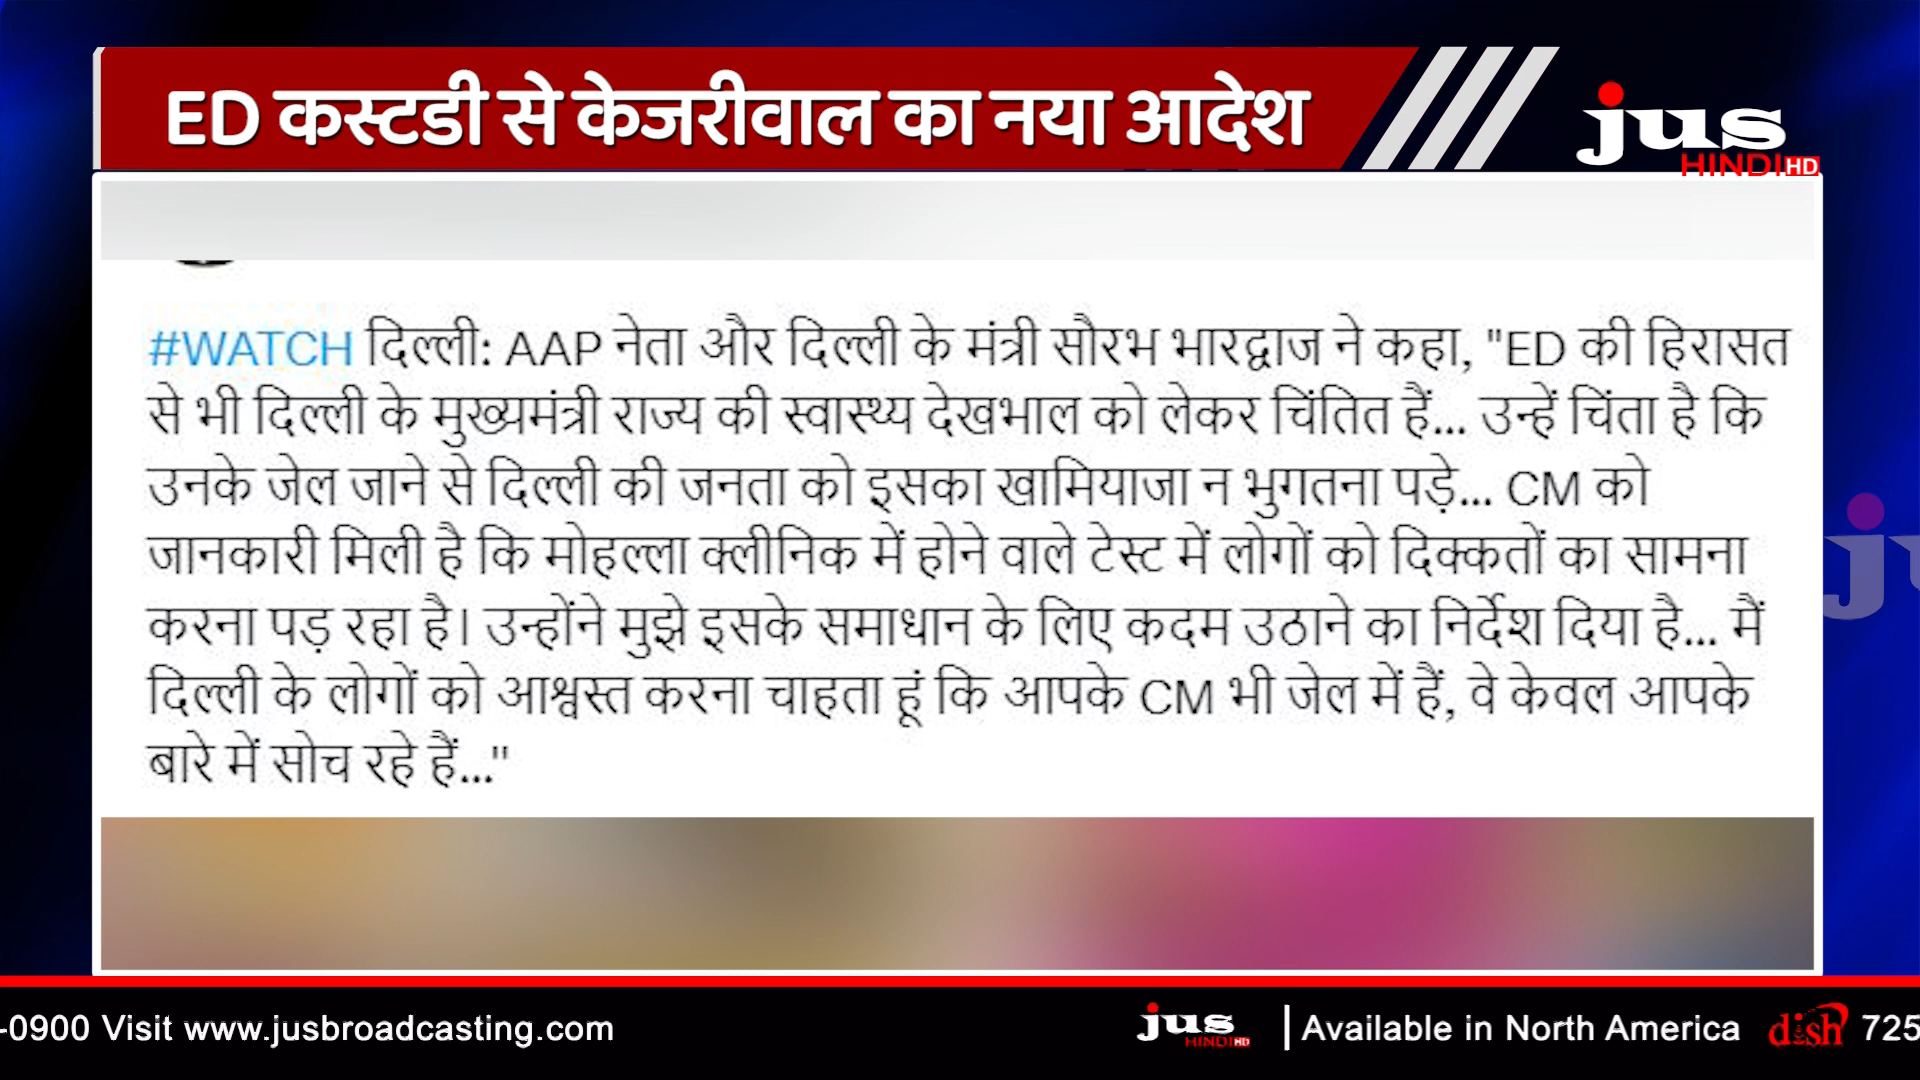 ED कस्टडी से केजरीवाल का नया आदेश
jus
HINDI HD
#WATCH दिल्ली: AAP नेता और दिल्ली के मंत्री सौरभ भारद्वाज ने कहा, "ED की हिरासत
से भी दिल्ली के मुख्यमंत्री राज्य की स्वास्थ्य देखभाल को लेकर चिंतित हैं... उन्हें चिंता है कि
उनके जेल जाने से दिल्ली की जनता को इसका खामियाजा न भुगतना पड़े... CM को
जानकारी मिली है कि मोहल्ला क्लीनिक में होने वाले टेस्ट में लोगों को दिक्कतों का सामना
करना पड़ रहा है। उन्होंने मुझे इसके समाधान के लिए कदम उठाने का निर्देश दिया है... मैं
दिल्ली के लोगों को आश्वस्त करना चाहता हूं कि आपके CM भी जेल में हैं, वे केवल आपके
बारे में सोच रहे हैं..."
-0900 Visit www.jusbroadcasting.com jus HINDI HD | Available in North America dish 725